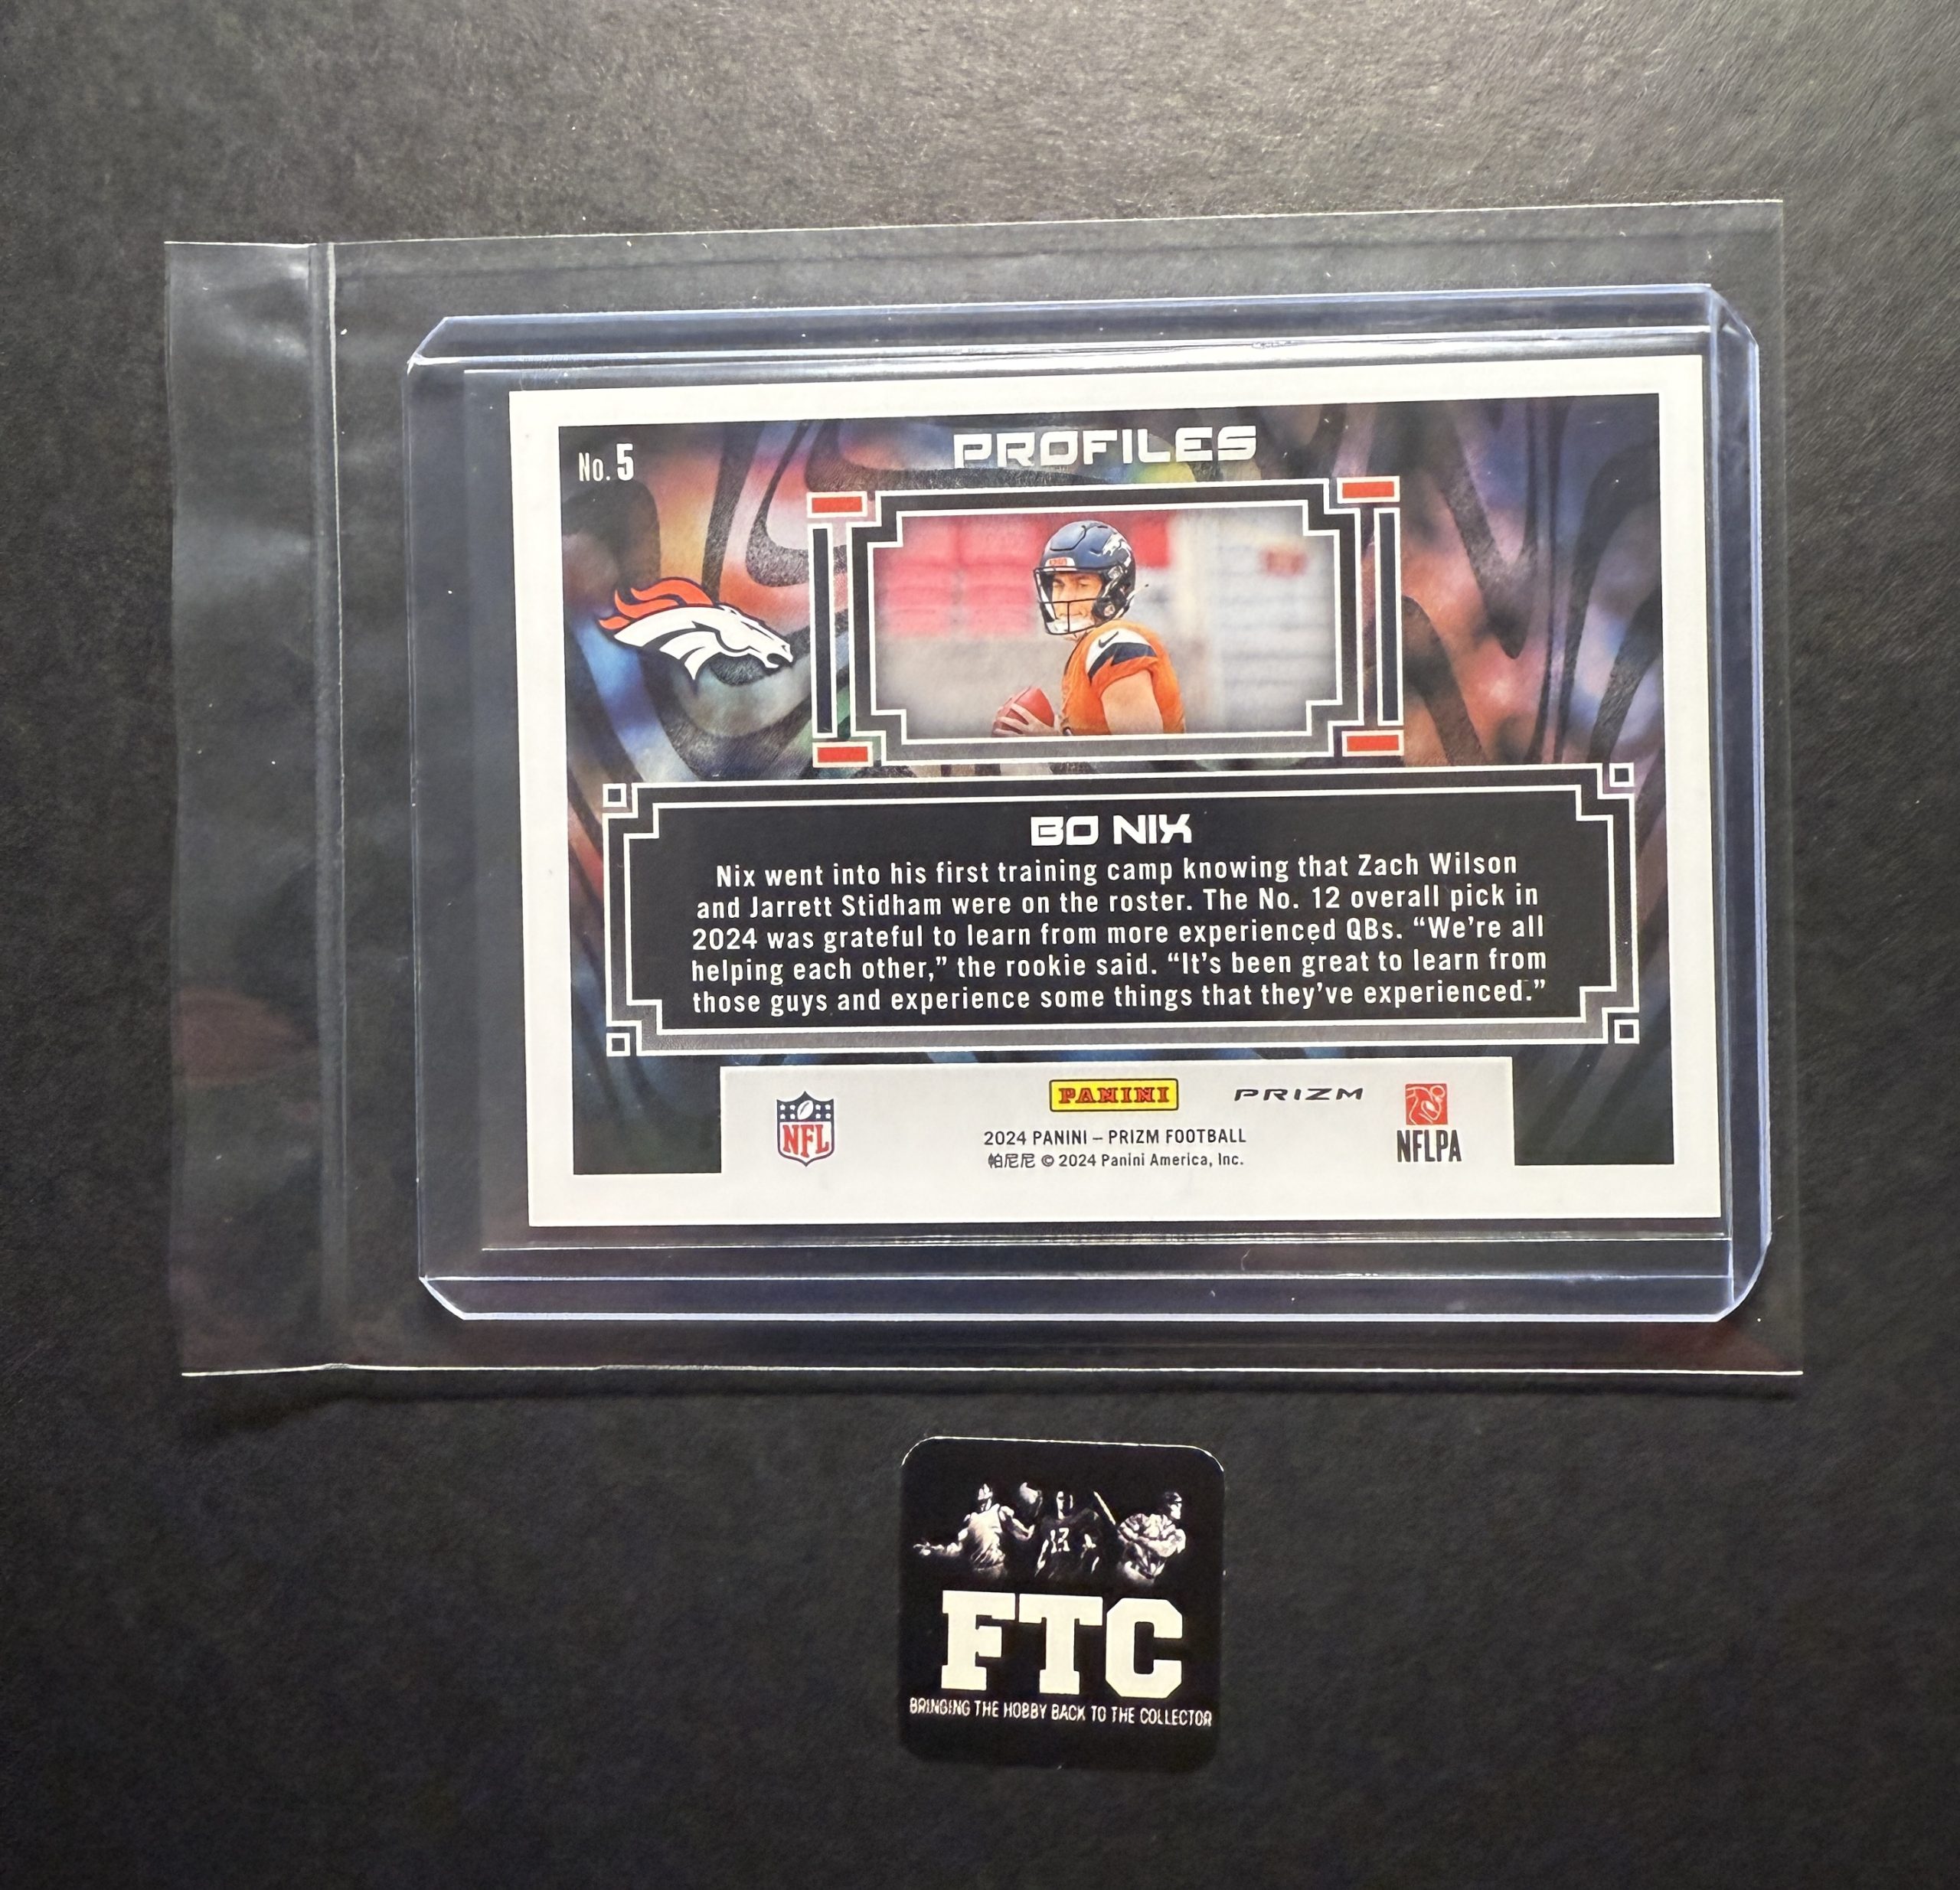 No. 5
PROFILES
BO NIX
Nix went into his first training camp knowing that Zach Wilson
and Jarrett Stidham were on the roster. The No. 12 overall pick in
2024 was grateful to learn from more experienced QBs. “We’re all
helping each other,” the rookie said. “It’s been great to learn from
those guys and experience some things that they’ve experienced.”
NFL
PANINI
PRIZM
NFLPA
2024 PANINI – PRIZM FOOTBALL
帕尼尼 © 2024 Panini America, Inc.
12
FTC
BRINGING THE HOBBY BACK TO THE COLLECTOR